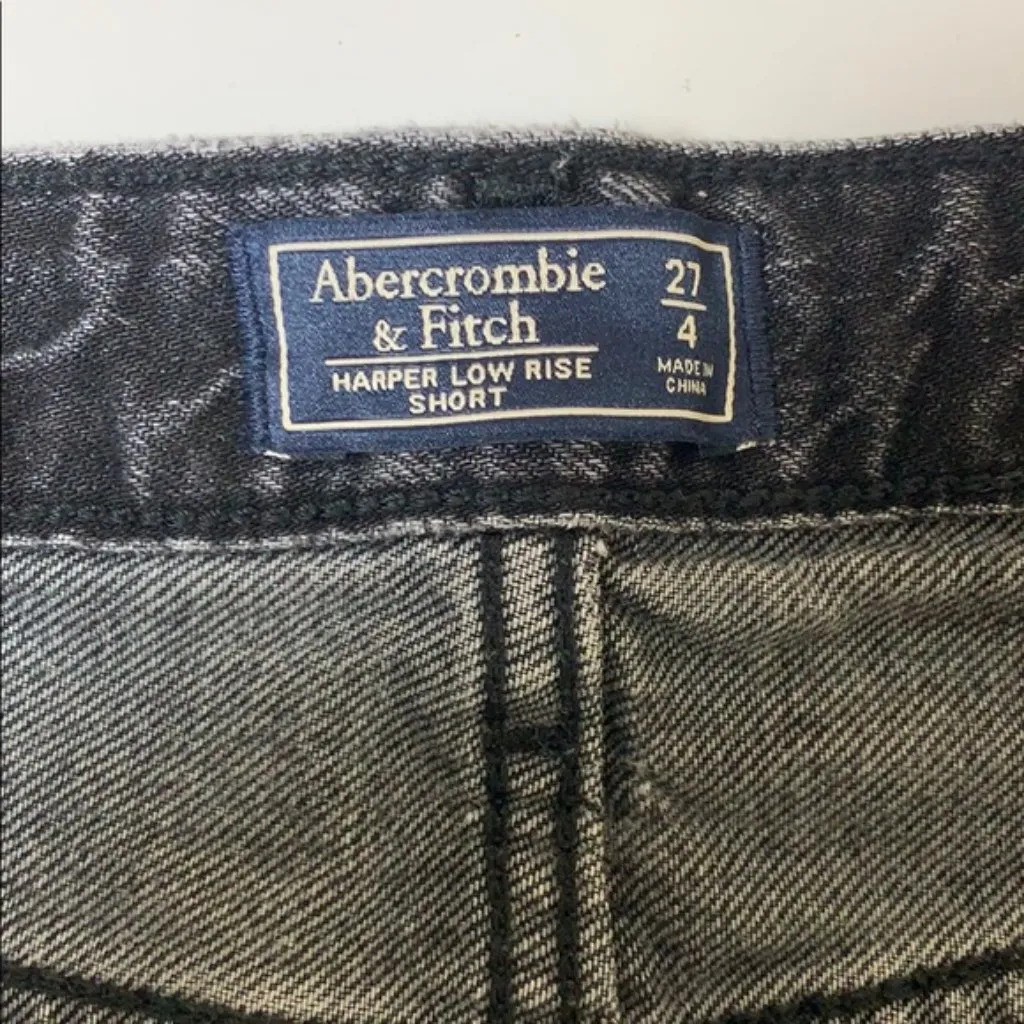 Abercrombie
& Fitch
HARPER LOW RISE
SHORT
27
4
MADE IN
CHINA